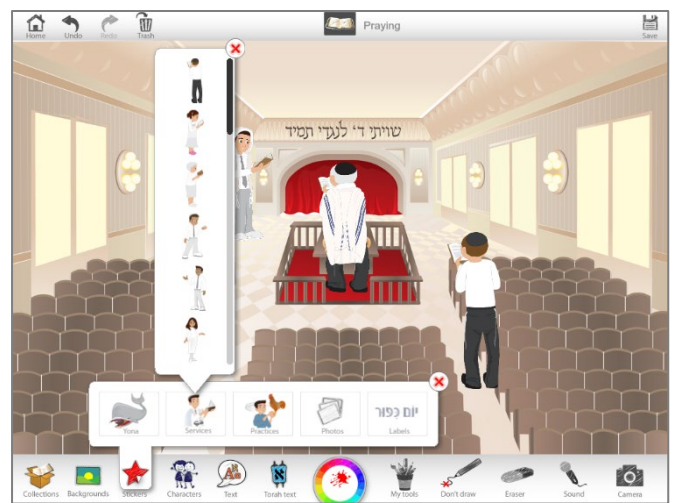 Home
Undo
Redo
Trash
Praying
Save
שויתי ד' לנגדי תמיד
Yona
Services
Practices
Photos
יום כפור
Labels
Collections
Backgrounds
Stickers
Characters
Text
Torah text
My tools
Don't draw
Eraser
Sound
Camera